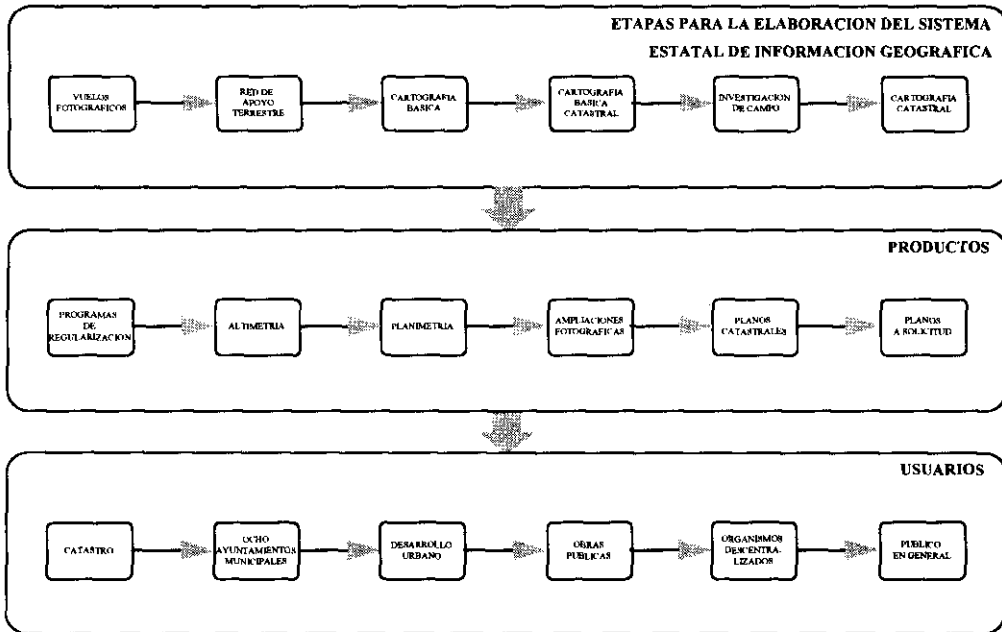 ETAPAS PARA LA ELABORACION DEL SISTEMA
ESTATAL DE INFORMACION GEOGRAFICA
VUELOS
FOTOGRAFICOS
RED DE
APOYO
TERRESTRE
CARTOGRAFIA
BASICA
CARTOGRAFIA
BASICA
CATASTRAL
INVESTIGACION
DE CAMPO
CARTOGRAFIA
CATASTRAL
PRODUCTOS
PROGRAMAS
DE
REGULARIZACION
ALTIMETRIA
PLANIMETRIA
AMPLIACIONES
FOTOGRAFICAS
PLANOS
CATASTRALES
PLANOS
A SOLICITUD
USUARIOS
CATASTRO
OCHO
AYUNTAMIENTOS
MUNICIPALES
DESARROLLO
URBANO
OBRAS
PUBLICAS
ORGANISMOS
DESCENTRA-
LIZADOS
PUBLICO
EN GENERAL